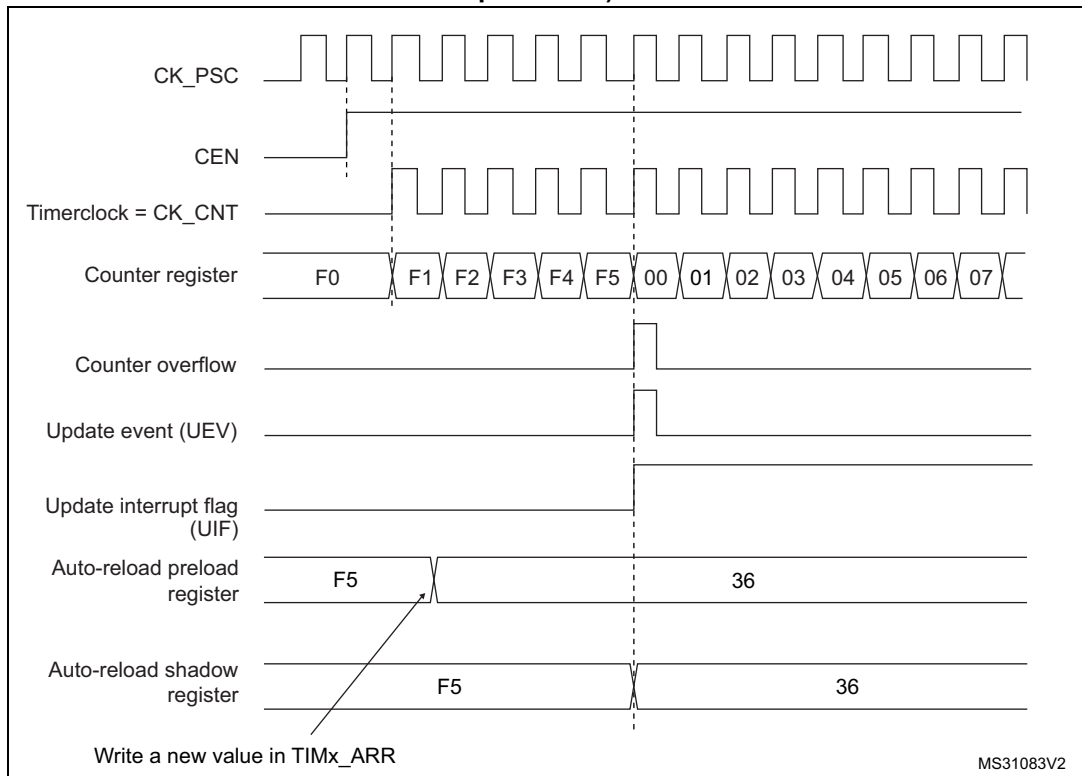 CK_PSC
CEN
Timerclock = CK_CNT
Counter register F0 F1 F2 F3 F4 F5 00 01 02 03 04 05 06 07
Counter overflow
Update event (UEV)
Update interrupt flag
(UIF)
Auto-reload preload
register
F5 36
Auto-reload shadow
register
F5 36
Write a new value in TIMx_ARR
MS31083V2